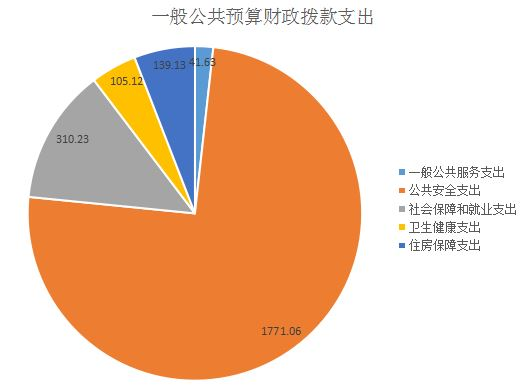 一般公共预算财政拨款支出
139.13
41.63
105.12
310.23
1771.06
一般公共服务支出
公共安全支出
社会保障和就业支出
卫生健康支出
住房保障支出